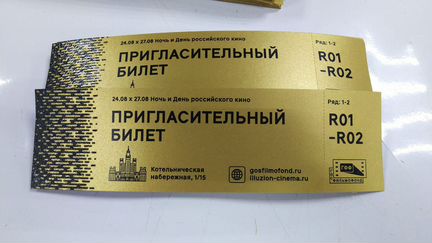 24.08 x 27.08 Ночь и День российского кино
ПРИГЛАСИТЕЛЬНЫЙ
БИЛЕТ
Ряд: 1-2
R01
-R02
24.08 x 27.08 Ночь и День российского кино
ПРИГЛАСИТЕЛЬНЫЙ
БИЛЕТ
Котельническая
набережная, 1/15
gosfilmofond.ru
illuzion-cinema.ru
Ряд: 1-2
R01
-R02
гос
фильмофонд